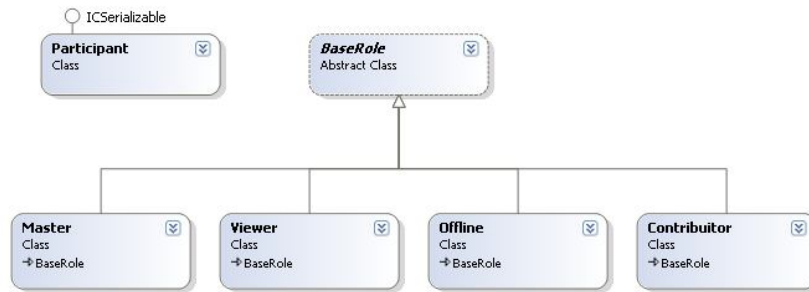 ICSerializable
Participant
Class
BaseRole
Abstract Class
Master
Class
BaseRole
Viewer
Class
BaseRole
Offline
Class
BaseRole
Contribuitor
Class
BaseRole